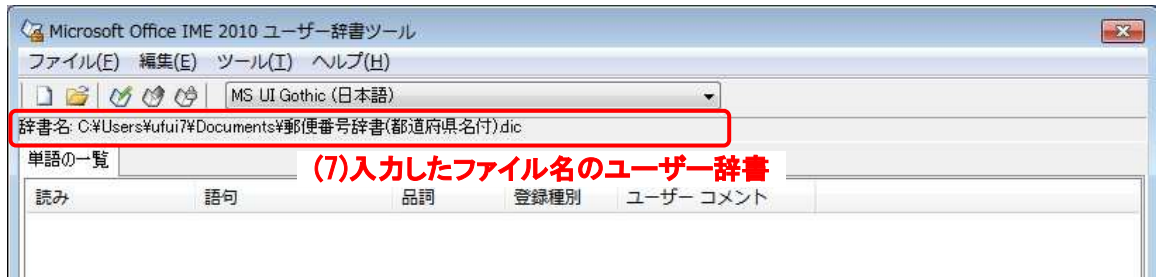 Microsoft Office IME 2010 ユーザー辞書ツール
ファイル(F) 編集(E) ツール(T) ヘルプ(H)
MS UI Gothic (日本語)
辞書名: C:¥Users¥ufui7¥Documents¥郵便番号辞書(都道府県名付).dic
単語の一覧
(7)入力したファイル名のユーザー辞書
読み 語句 品詞 登録種別 ユーザー コメント